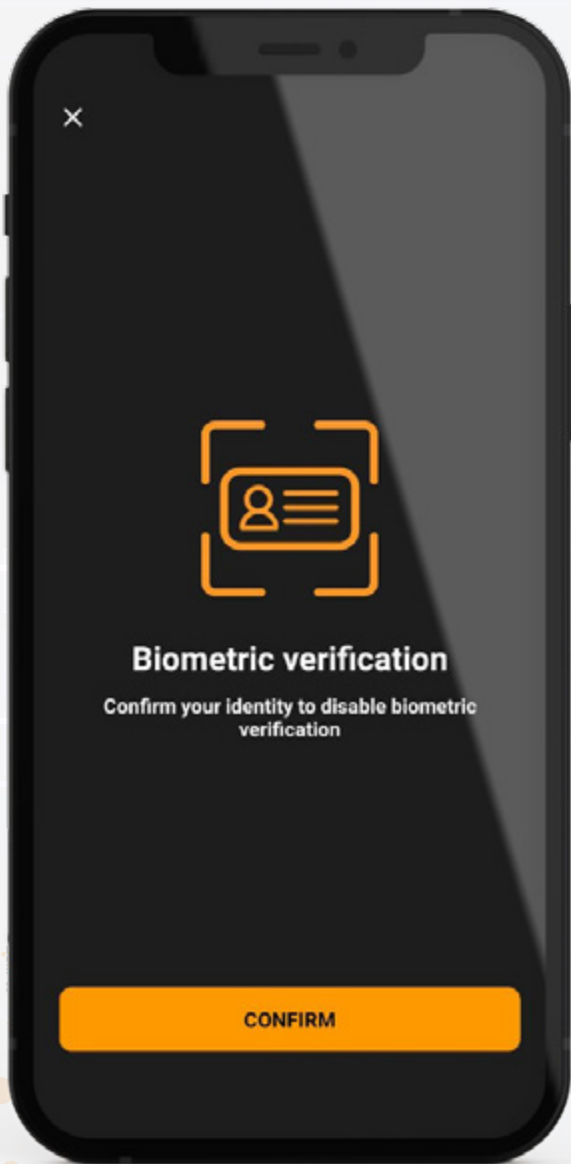 Biometric verification
Confirm your identity to disable biometric
verification
CONFIRM